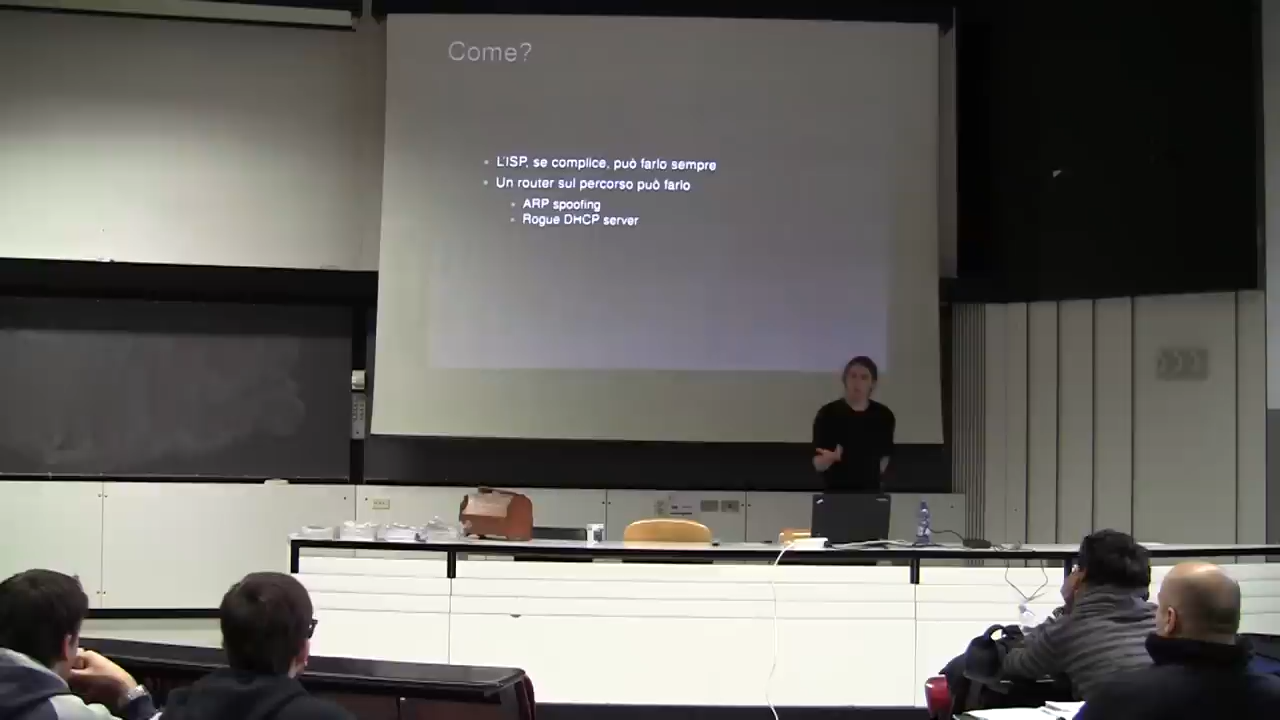 Come?
L'ISP, se complice, può farlo sempre
Un router sul percorso può farlo
ARP spoofing
Rogue DHCP server